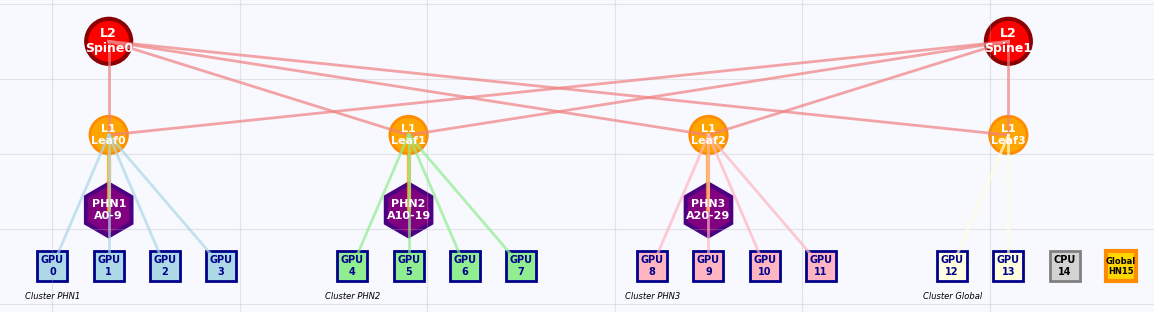 L2
Spine0
L2
Spine1
L1
Leaf0
L1
Leaf1
L1
Leaf2
L1
Leaf3
PHN1
A0-9
PHN2
A10-19
PHN3
A20-29
GPU
0
GPU
1
GPU
2
GPU
3
GPU
4
GPU
5
GPU
6
GPU
7
GPU
8
GPU
9
GPU
10
GPU
11
GPU
12
GPU
13
CPU
14
Global
HN15
Cluster PHN1
Cluster PHN2
Cluster PHN3
Cluster Global